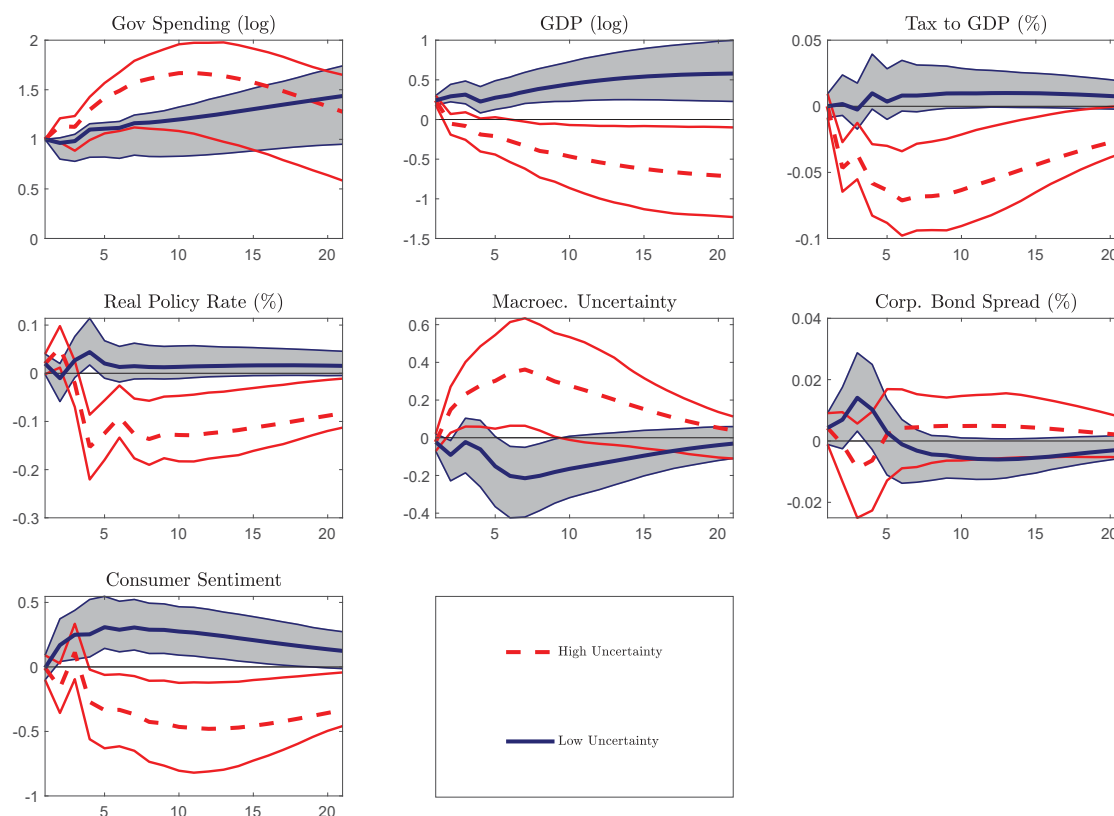 Gov Spending (log)
2
1.5
1
0.5
0
5 10 15 20
GDP (log)
1
0.5
0
-0.5
-1
-1.5
5 10 15 20
Tax to GDP (%)
0.05
0
-0.05
-0.1
5 10 15 20
Real Policy Rate (%)
0.1
0
-0.1
-0.2
-0.3
5 10 15 20
Macroec. Uncertainty
0.6
0.4
0.2
0
-0.2
-0.4
5 10 15 20
Corp. Bond Spread (%)
0.04
0.02
0
-0.02
5 10 15 20
Consumer Sentiment
0.5
0
-0.5
-1
5 10 15 20
High Uncertainty
Low Uncertainty